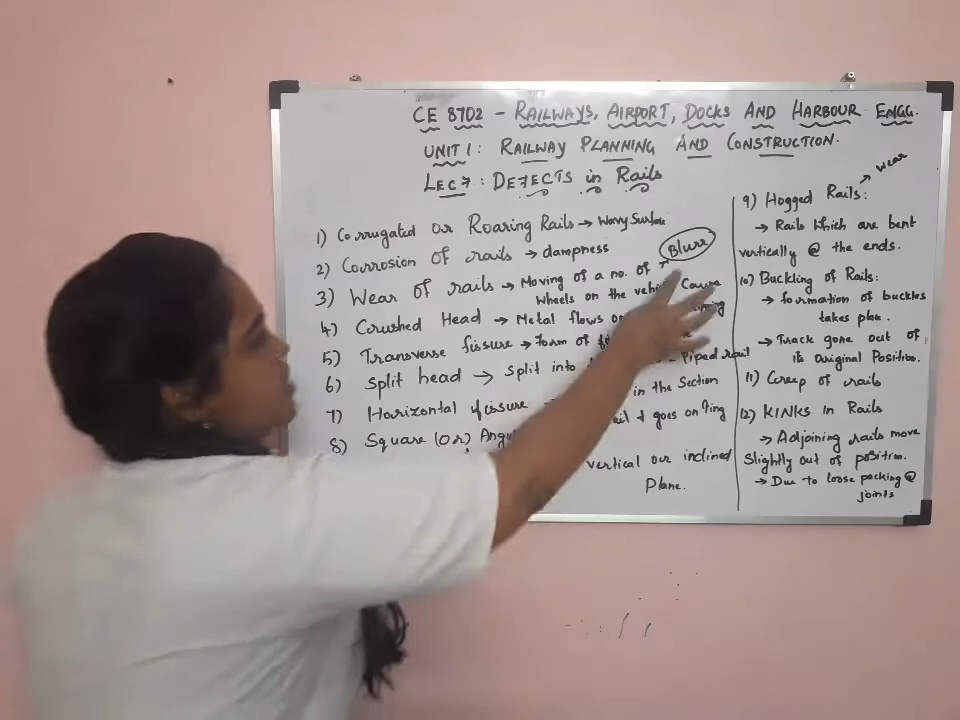 CE 8702 - RAILWAYS, AIRPORT, DOCKS AND HARBOUR ENGG.
UNIT 1: RAILWAY PLANNING AND CONSTRUCTION.
LEC 7: DEFECTS in Rails
1) Corrugated or Roaring Rails → Wavy Surface
2) Corrosion of rails → dampness
Blurr
3) Wear of rails → Moving of a no. of
Wheels on the Cause
4) Crushed Head → Metal flows
5) Transverse fissure → form of
6) Split head → Split into Piped rail
7) Horizontal fissure in the Section
8) Square (or) & goes on
vertical or inclined
Plane.
9) Hogged Rails: → Wear
→ Rails which are bent
vertically @ the ends.
10) Buckling of Rails:
→ formation of buckles
takes place.
→ Track gone out of
its Original Position.
11) Creep of rails
12) KINKS in Rails
→ Adjoining rails move
Slightly out of position.
→ Due to loose packing @
joints